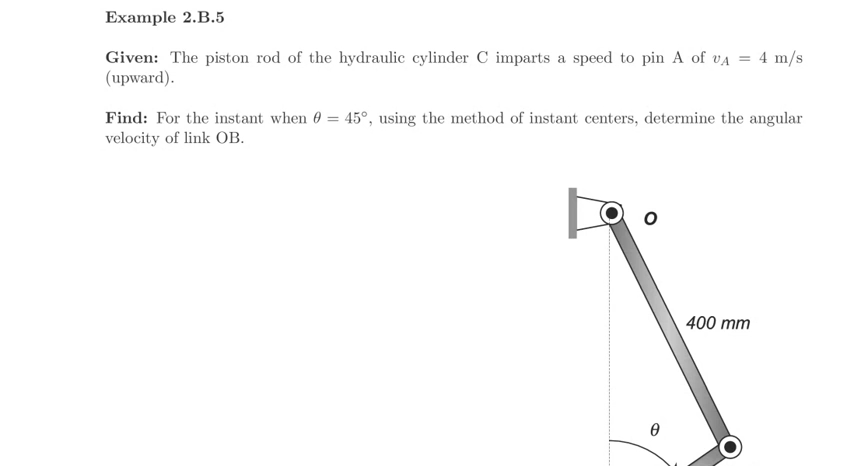 Example 2.B.5
Given: The piston rod of the hydraulic cylinder C imparts a speed to pin A of v_A = 4 m/s
(upward).
Find: For the instant when θ = 45°, using the method of instant centers, determine the angular
velocity of link OB.
O
400 mm
θ